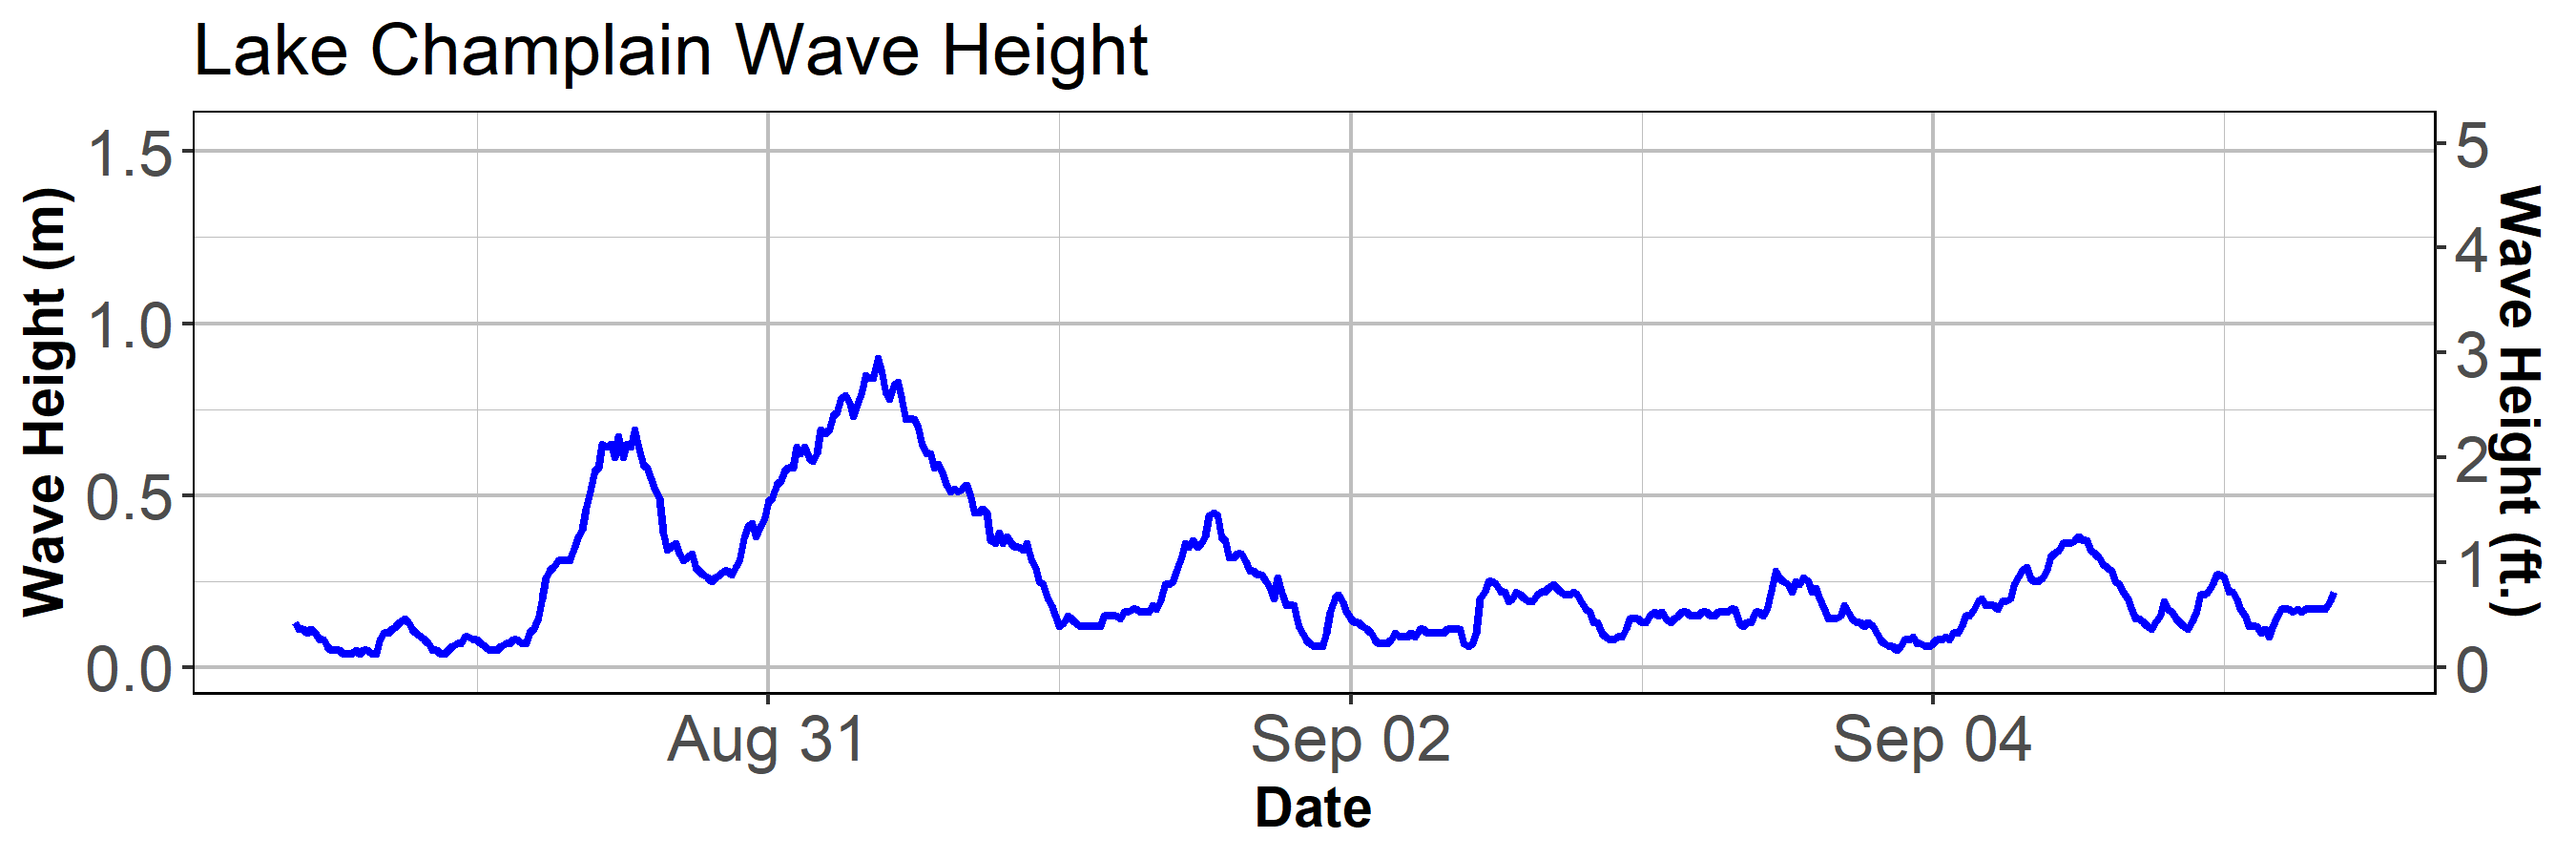 Lake Champlain Wave Height
Wave Height (m)
1.5
1.0
0.5
0.0
5
4
3
2
1
0
Wave Height (ft.)
Aug 31
Sep 02
Sep 04
Date